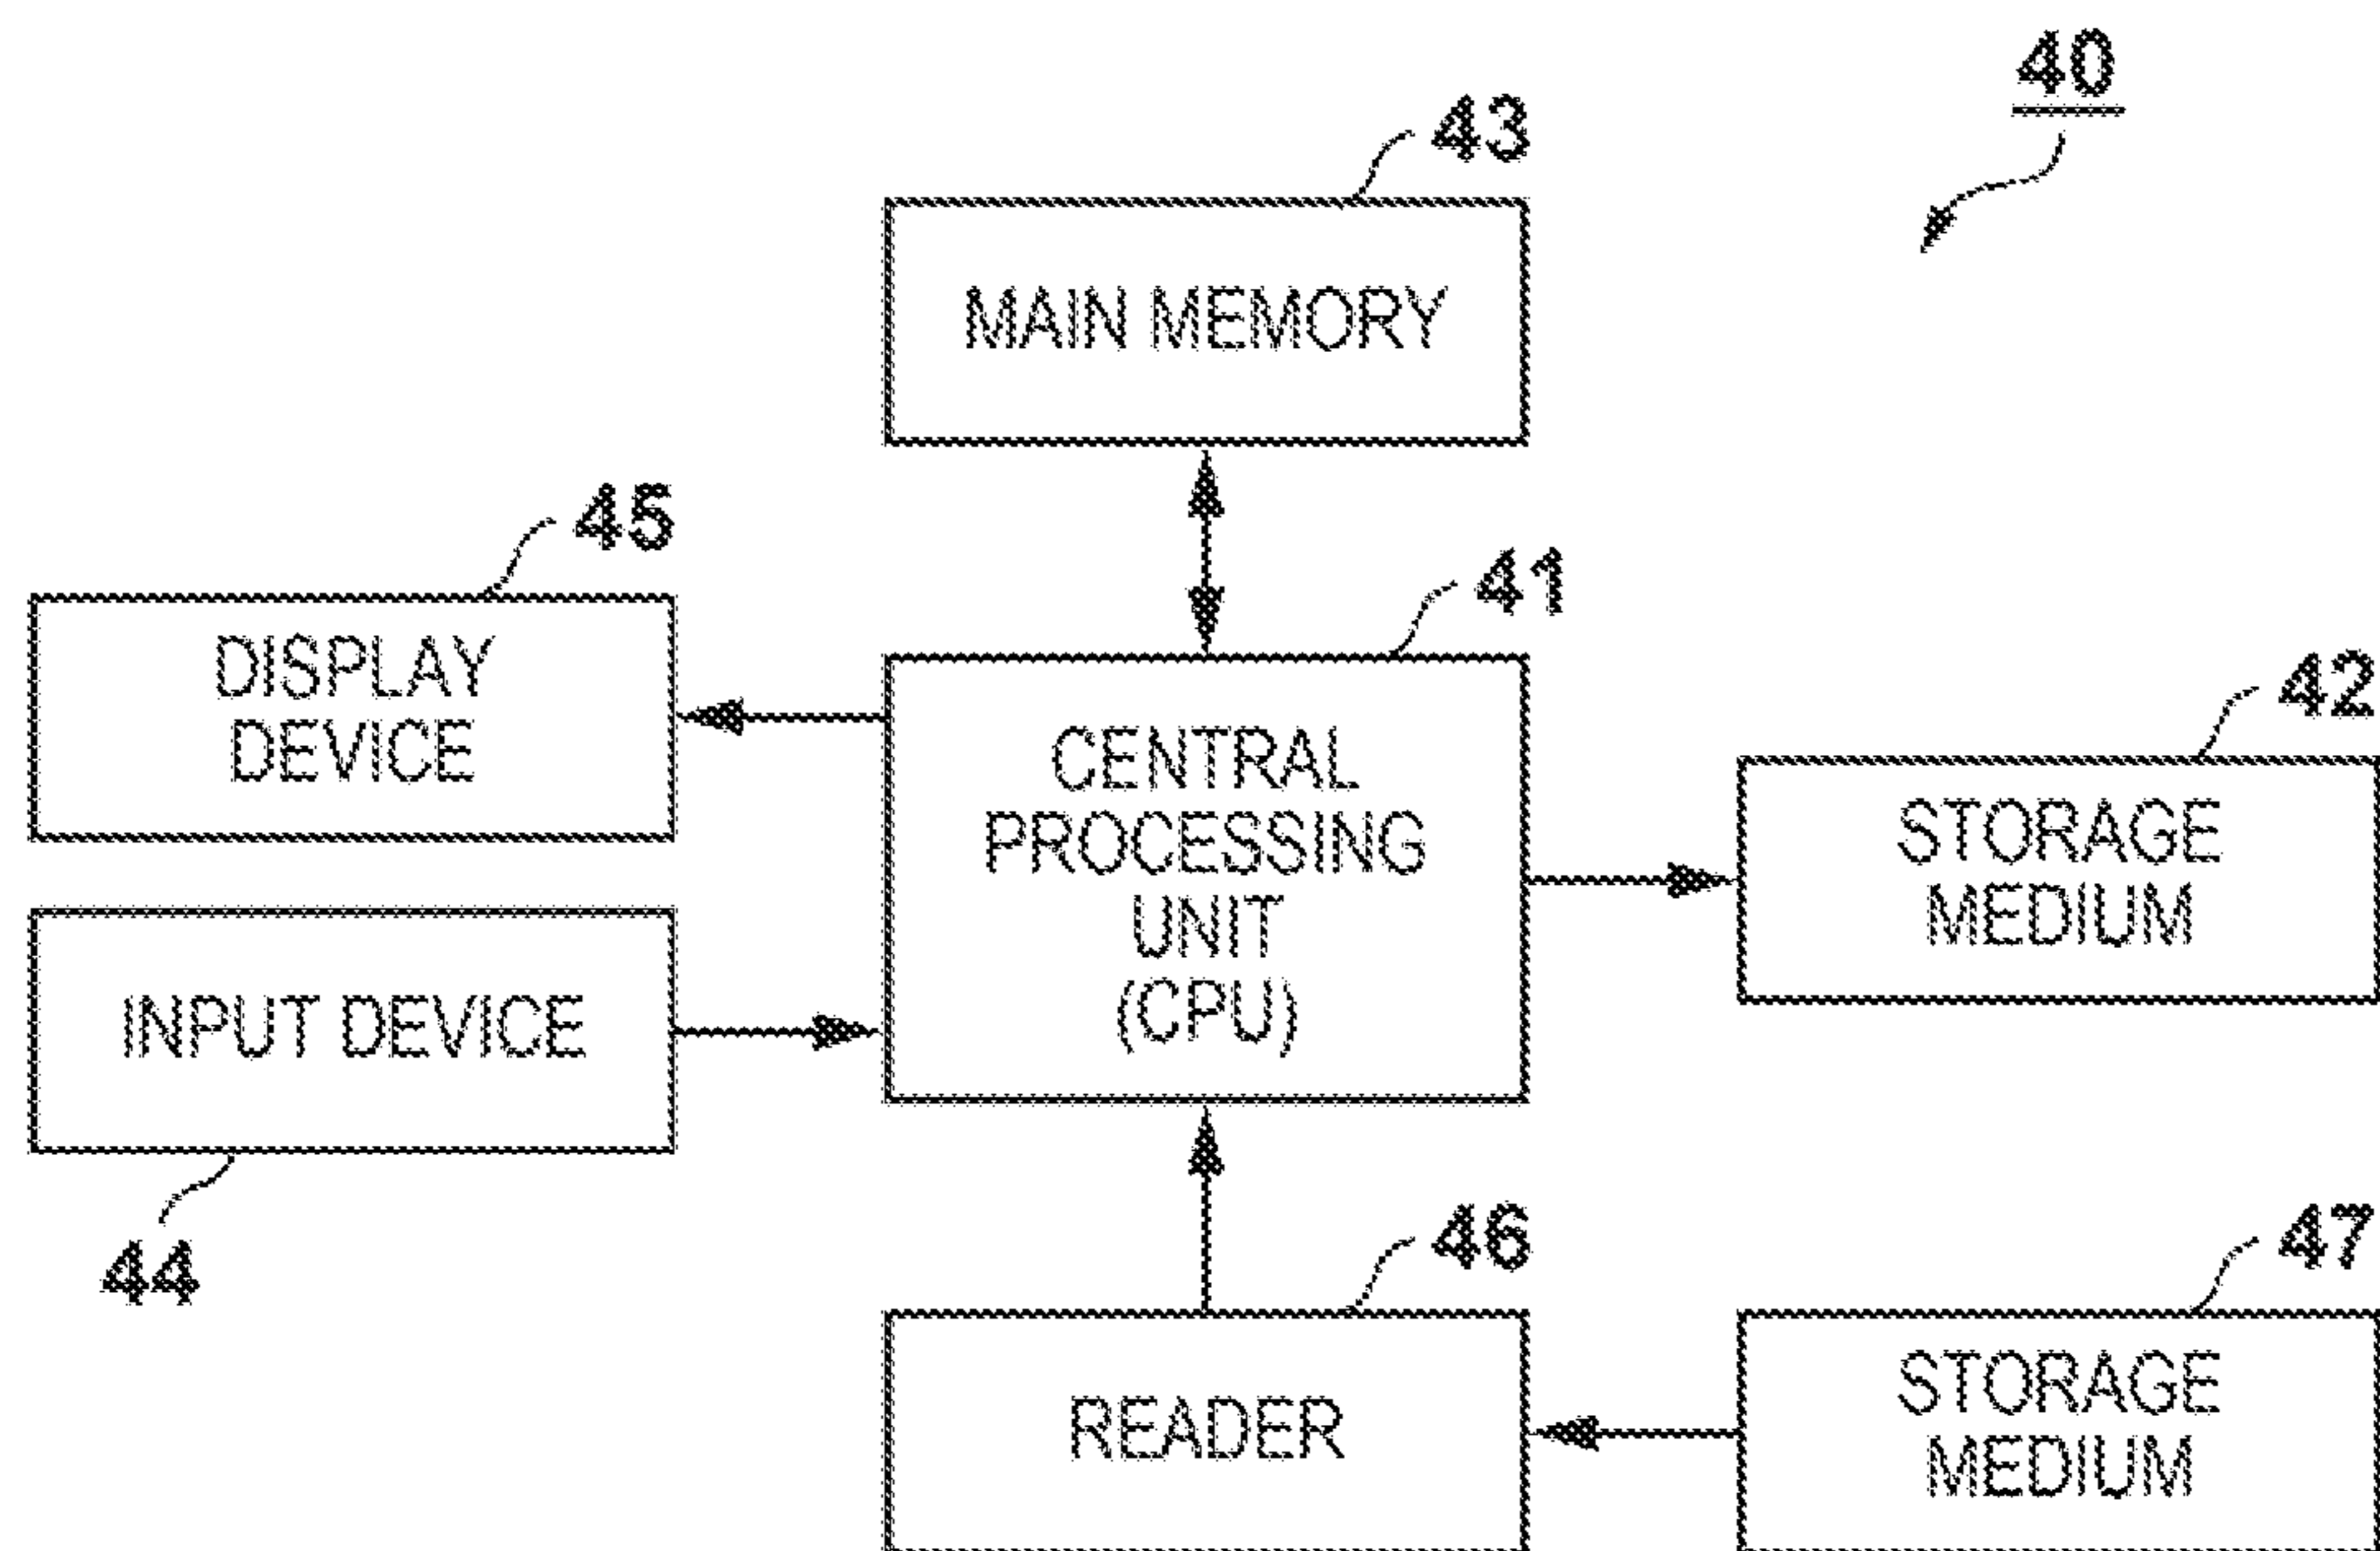 40
43
MAIN MEMORY
45
DISPLAY
DEVICE
41
CENTRAL
PROCESSING
UNIT
(CPU)
42
STORAGE
MEDIUM
INPUT DEVICE
44
46
READER
47
STORAGE
MEDIUM